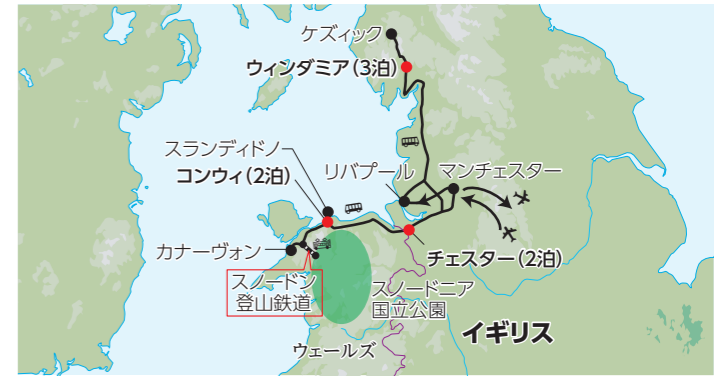 ケズィック
ウィンダミア（3泊）
スランディドノ
コンウィ（2泊）
リバプール
マンチェスター
カナーヴォン
チェスター（2泊）
スノードン
登山鉄道
スノードニア
国立公園
イギリス
ウェールズ